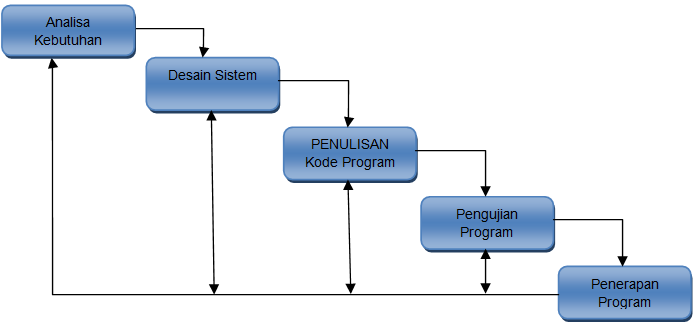 Analisa
Kebutuhan
Desain Sistem
PENULISAN
Kode Program
Pengujian
Program
Penerapan
Program